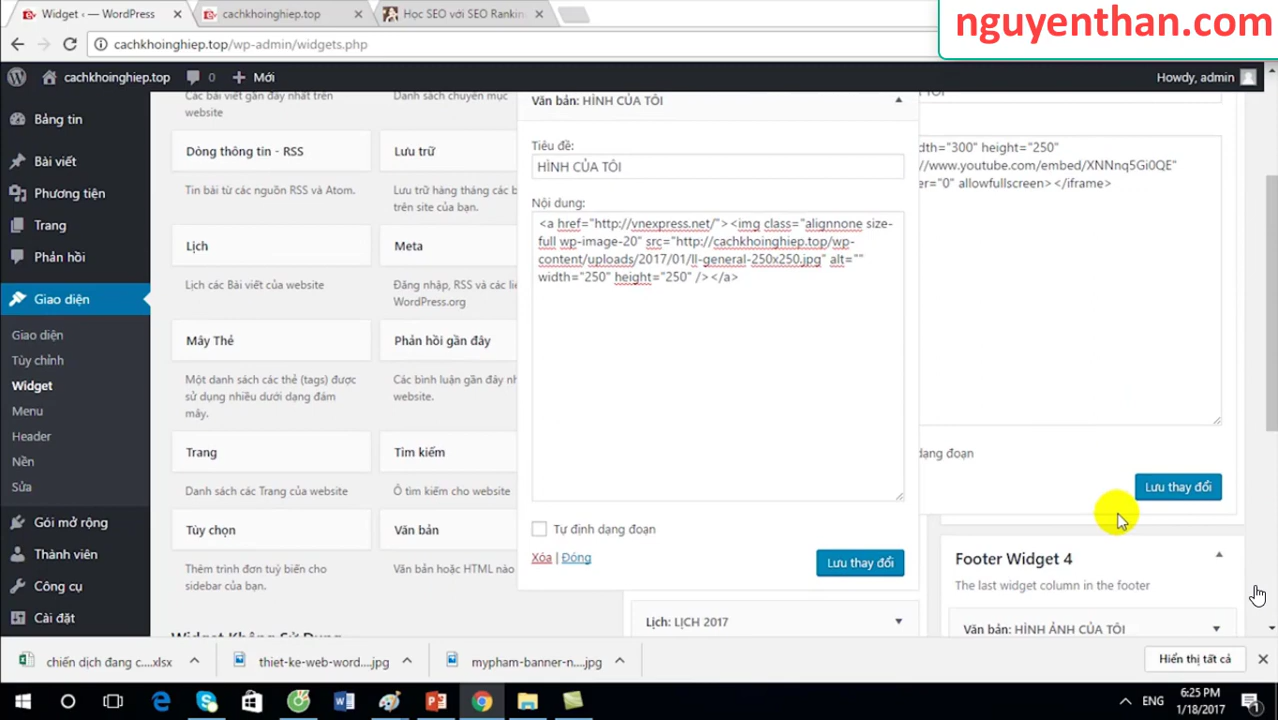 Widget ‹ — WordPress
cachkhoinghiep.top
Học SEO với SEO Rankin
nguyenthan.com
cachkhoinghiep.top/wp-admin/widgets.php
cachkhoinghiep.top
0
Mới
Howdy, admin
Bảng tin
Bài viết
Phương tiện
Trang
Phản hồi
Giao diện
Giao diện
Tùy chỉnh
Widget
Menu
Header
Nền
Sửa
Gói mở rộng
Thành viên
Công cụ
Cài đặt
Các bài viết gần đây nhất trên
website
Dòng thông tin - RSS
Tin bài từ các nguồn RSS và Atom.
Lịch
Lịch các Bài viết của website
Mây Thẻ
Một danh sách các thẻ (tags) được
sử dụng nhiều dưới dạng đám
mây.
Trang
Danh sách các Trang của website
Tùy chọn
Thêm trình đơn tuỳ biến cho
sidebar của bạn.
Widget Không Sử Dụng
Danh sách chuyên mục
Lưu trữ
Lưu trữ hàng tháng các b
trên site của bạn.
Meta
Đăng nhập, RSS và các liê
WordPress.org
Phản hồi gần đây
Các bình luận gần đây nh
website.
Tìm kiếm
Ô tìm kiếm cho website
Văn bản
Văn bản hoặc HTML nào
Văn bản: HÌNH CỦA TÔI
Tiêu đề:
HÌNH CỦA TÔI
Nội dung:
<a href="http://vnexpress.net/"><img class="alignnone size-
full wp-image-20" src="http://cachkhoinghiep.top/wp-
content/uploads/2017/01/ll-general-250x250.jpg" alt=""
width="250" height="250" /></a>
Tự định dạng đoạn
Xóa | Đóng
Lưu thay đổi
Lịch: LỊCH 2017
dth="300" height="250"
//www.youtube.com/embed/XNNnq5Gi0QE"
er="0" allowfullscreen></iframe>
dạng đoạn
Lưu thay đổi
Footer Widget 4
The last widget column in the footer
Văn bản: HÌNH ẢNH CỦA TÔI
chiến dịch đang c....xlsx
thiet-ke-web-word....jpg
mypham-banner-n....jpg
Hiển thị tất cả
ENG
6:25 PM
1/18/2017